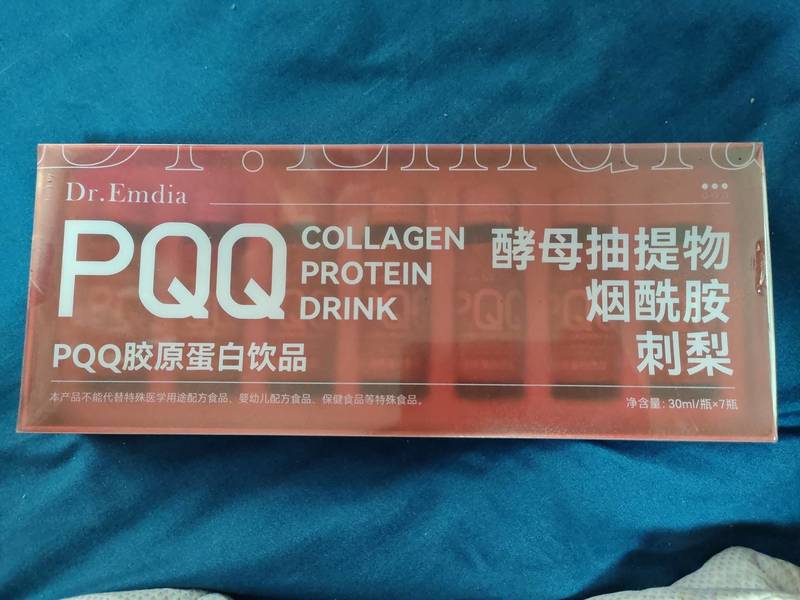 Dr.Emdia
PQQ
COLLAGEN
PROTEIN
DRINK
PQQ胶原蛋白饮品
酵母抽提物
烟酰胺
刺梨
本产品不能代替特殊医学用途配方食品、婴幼儿配方食品、保健食品等特殊食品。
净含量：30ml/瓶×7瓶